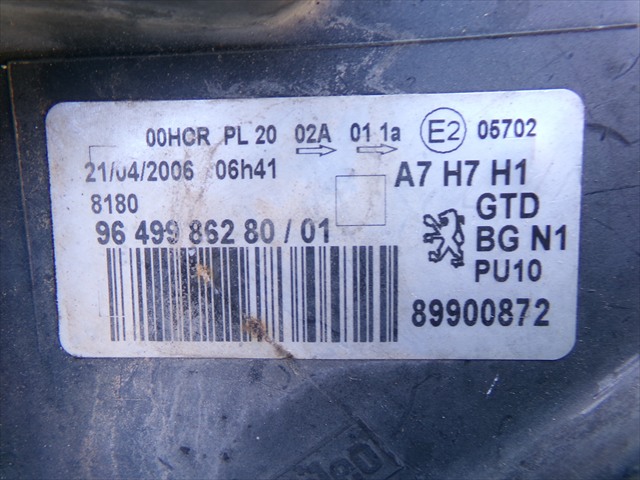 00HCR PL 20 02A 01 1a E2 05702
21/04/2006 06h41 A7 H7 H1
8180 GTD
96 499 862 80 / 01 BG N1
PU10
89900872